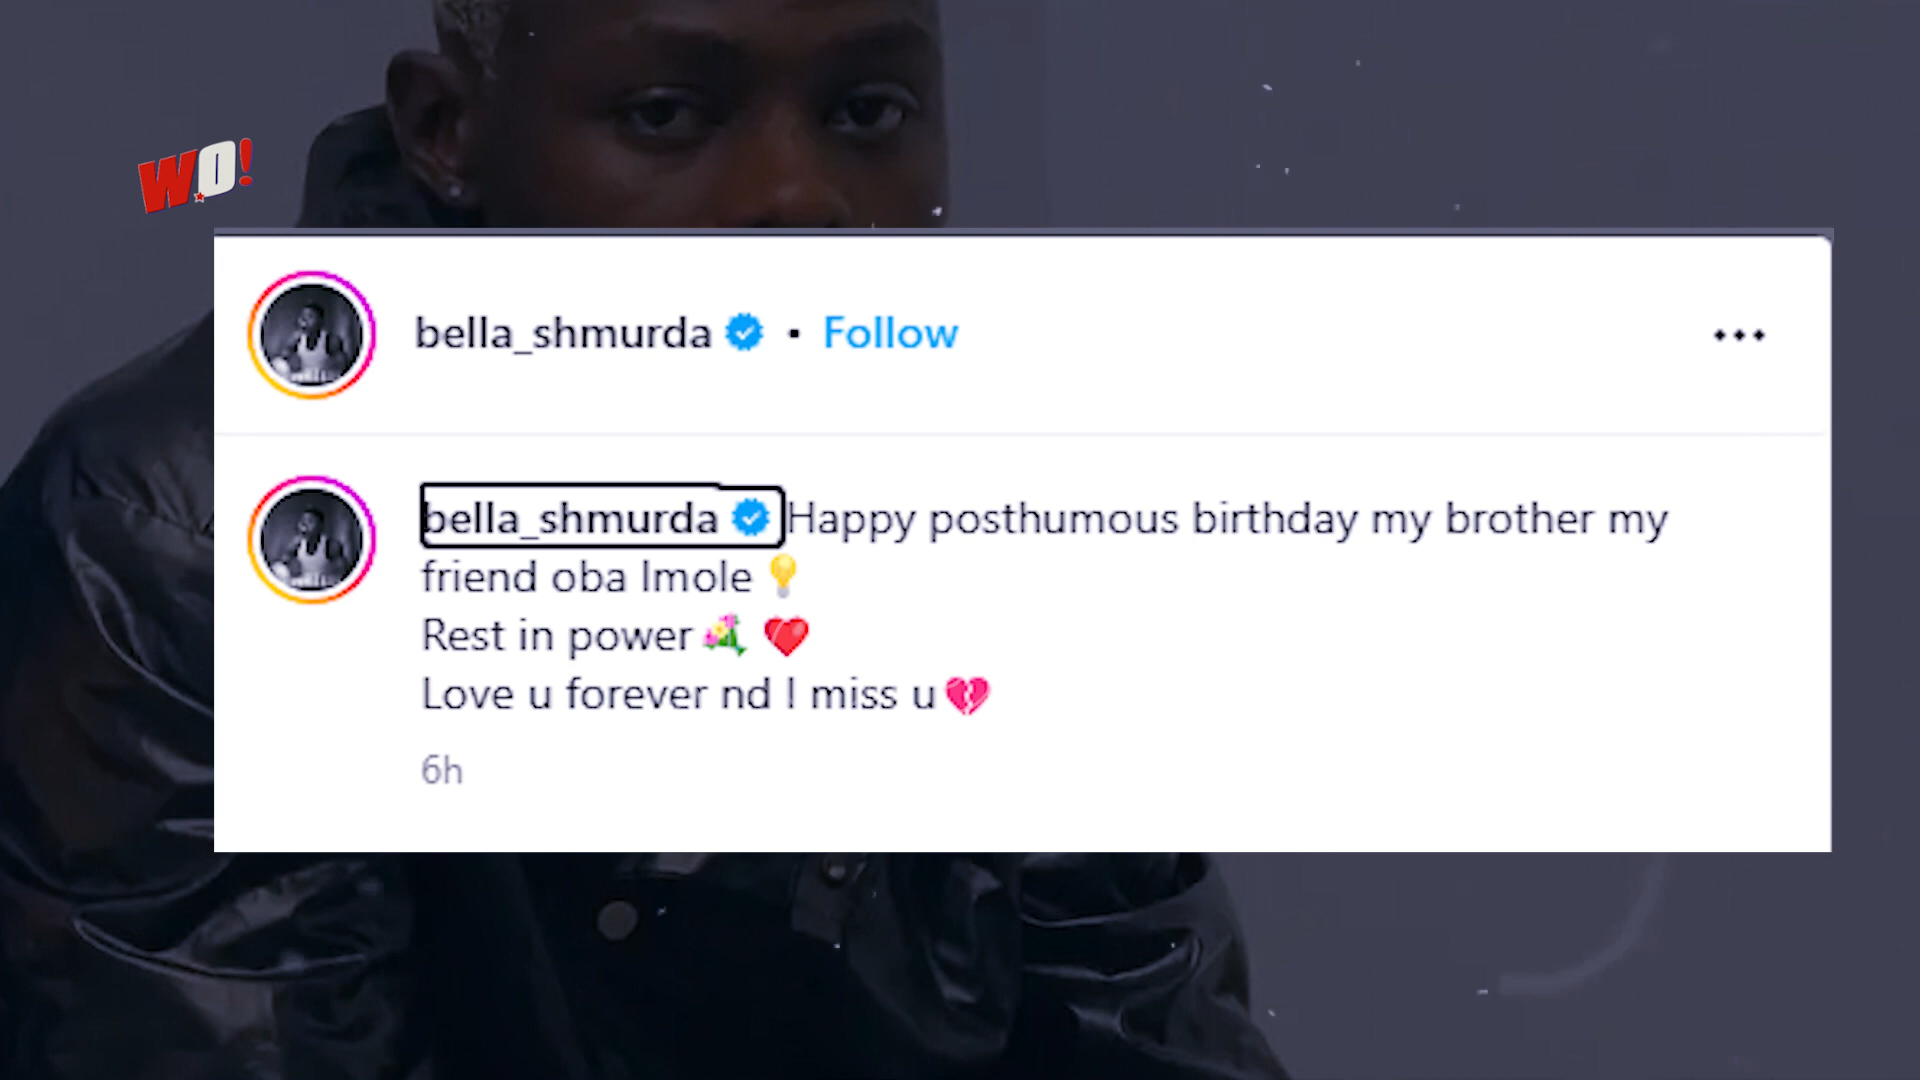 W.O!
bella_shmurda • Follow
bella_shmurda Happy posthumous birthday my brother my
friend oba Imole 💡
Rest in power 💐 ❤️
Love u forever nd I miss u 💔
6h